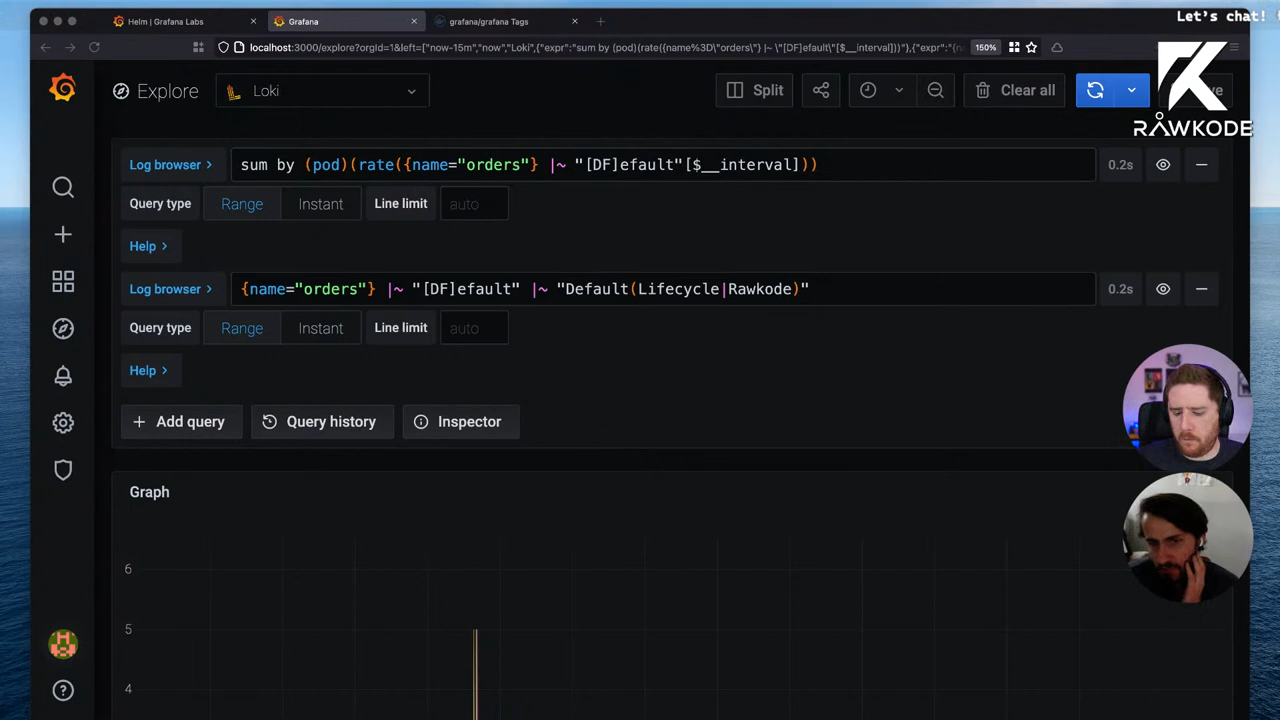 Let's chat!
Helm | Grafana Labs
Grafana
grafana/grafana Tags
localhost:3000/explore?orgId=1&left=["now-15m","now","Loki",{"expr":"sum by (pod)(rate({name%3D\"orders\"} |~ \"[DF]efault\"[$__interval]))"},{"expr":"{n
150%
Explore
Loki
Split
Clear all
ve
RAWKODE
Log browser
sum by (pod)(rate({name="orders"} |~ "[DF]efault"[$__interval]))
0.2s
Query type
Range
Instant
Line limit
auto
Help
Log browser
{name="orders"} |~ "[DF]efault" |~ "Default(Lifecycle|Rawkode)"
0.2s
Query type
Range
Instant
Line limit
auto
Help
+ Add query
Query history
Inspector
Graph
6
5
4